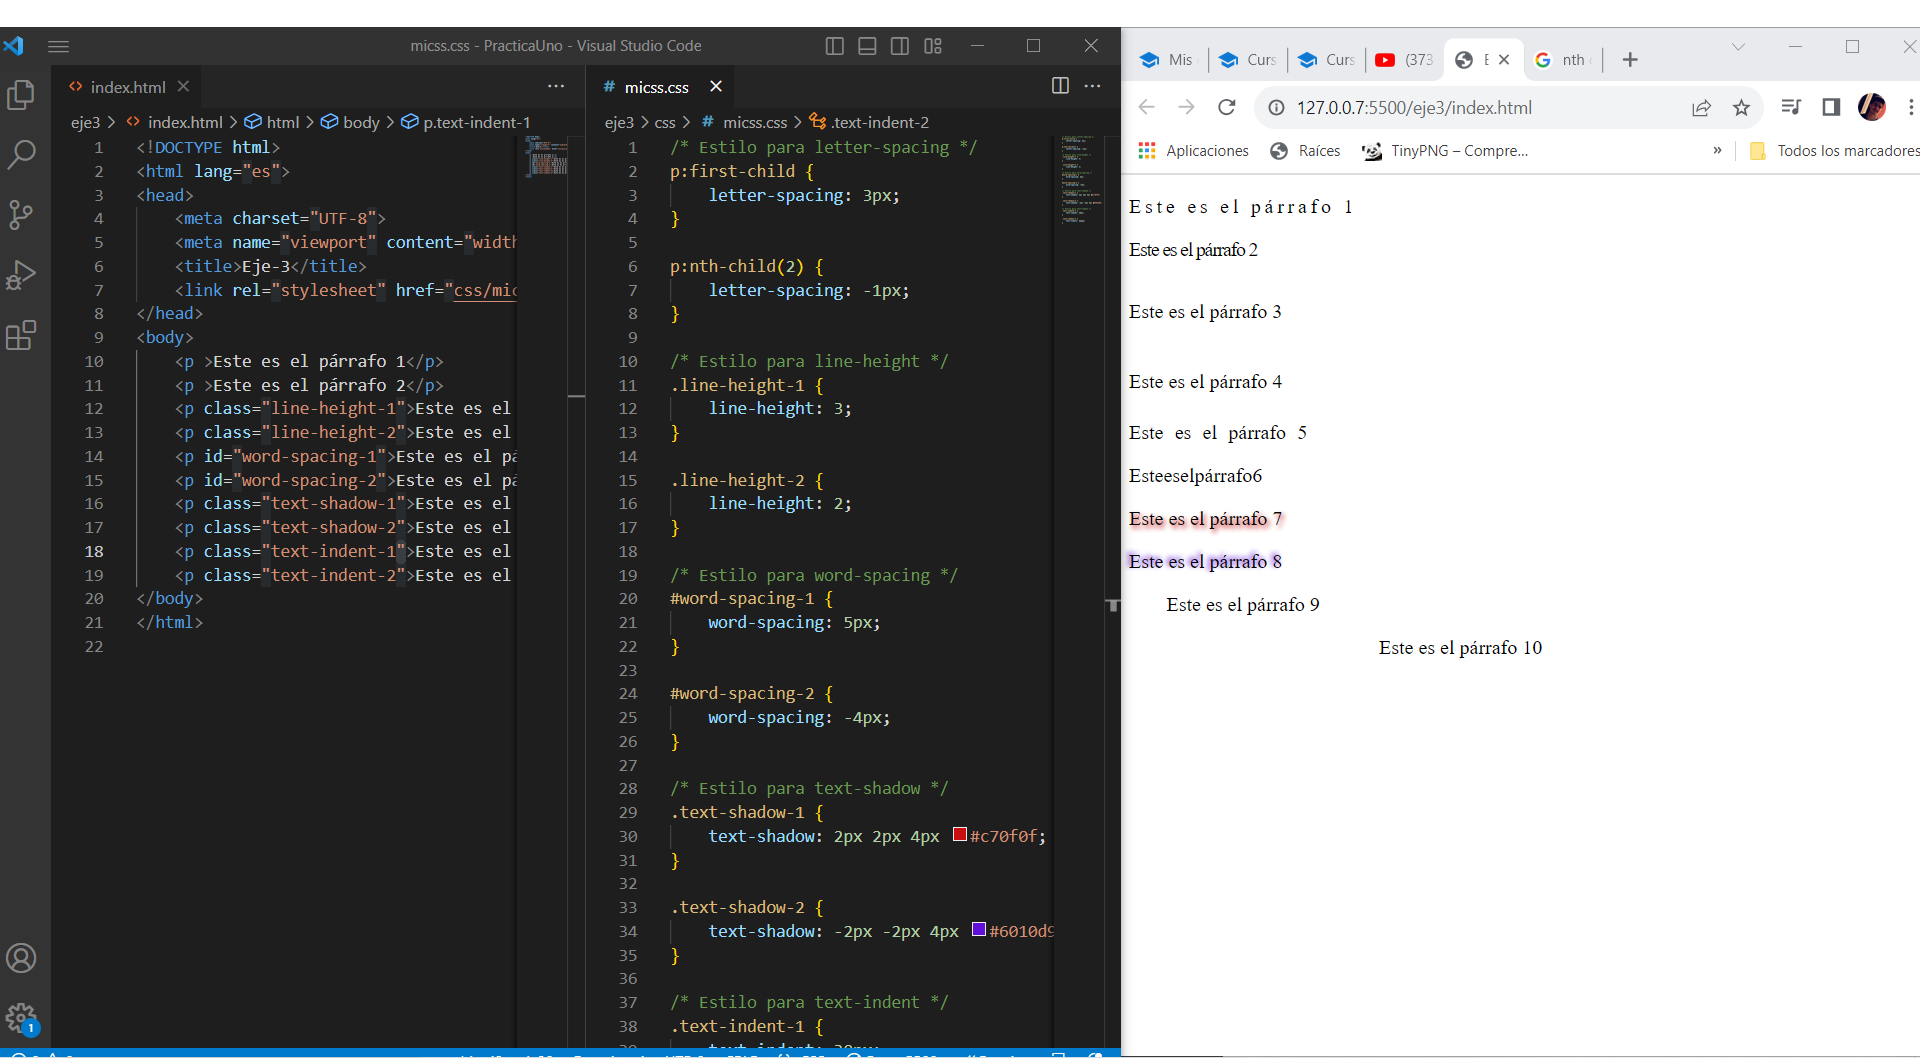 micss.css - PracticaUno - Visual Studio Code
index.html
eje3 > index.html > html > body > p.text-indent-1
1 <!DOCTYPE html>
2 <html lang="es">
3 <head>
4 <meta charset="UTF-8">
5 <meta name="viewport" content="width
6 <title>Eje-3</title>
7 <link rel="stylesheet" href="css/mic
8 </head>
9 <body>
10 <p >Este es el párrafo 1</p>
11 <p >Este es el párrafo 2</p>
12 <p class="line-height-1">Este es el
13 <p class="line-height-2">Este es el
14 <p id="word-spacing-1">Este es el pá
15 <p id="word-spacing-2">Este es el pá
16 <p class="text-shadow-1">Este es el
17 <p class="text-shadow-2">Este es el
18 <p class="text-indent-1">Este es el
19 <p class="text-indent-2">Este es el
20 </body>
21 </html>
22
1
# micss.css
eje3 > css > # micss.css > .text-indent-2
1 /* Estilo para letter-spacing */
2 p:first-child {
3 letter-spacing: 3px;
4 }
5
6 p:nth-child(2) {
7 letter-spacing: -1px;
8 }
9
10 /* Estilo para line-height */
11 .line-height-1 {
12 line-height: 3;
13 }
14
15 .line-height-2 {
16 line-height: 2;
17 }
18
19 /* Estilo para word-spacing */
20 #word-spacing-1 {
21 word-spacing: 5px;
22 }
23
24 #word-spacing-2 {
25 word-spacing: -4px;
26 }
27
28 /* Estilo para text-shadow */
29 .text-shadow-1 {
30 text-shadow: 2px 2px 4px #c70f0f;
31 }
32
33 .text-shadow-2 {
34 text-shadow: -2px -2px 4px #6010d9
35 }
36
37 /* Estilo para text-indent */
38 .text-indent-1 {
Mis Curs Curs (373 E nth
127.0.0.7:5500/eje3/index.html
Aplicaciones Raíces TinyPNG – Compre... » Todos los marcadores
Este es el párrafo 1
Este es el párrafo 2
Este es el párrafo 3
Este es el párrafo 4
Este es el párrafo 5
Esteeselpárrafo6
Este es el párrafo 7
Este es el párrafo 8
Este es el párrafo 9
Este es el párrafo 10